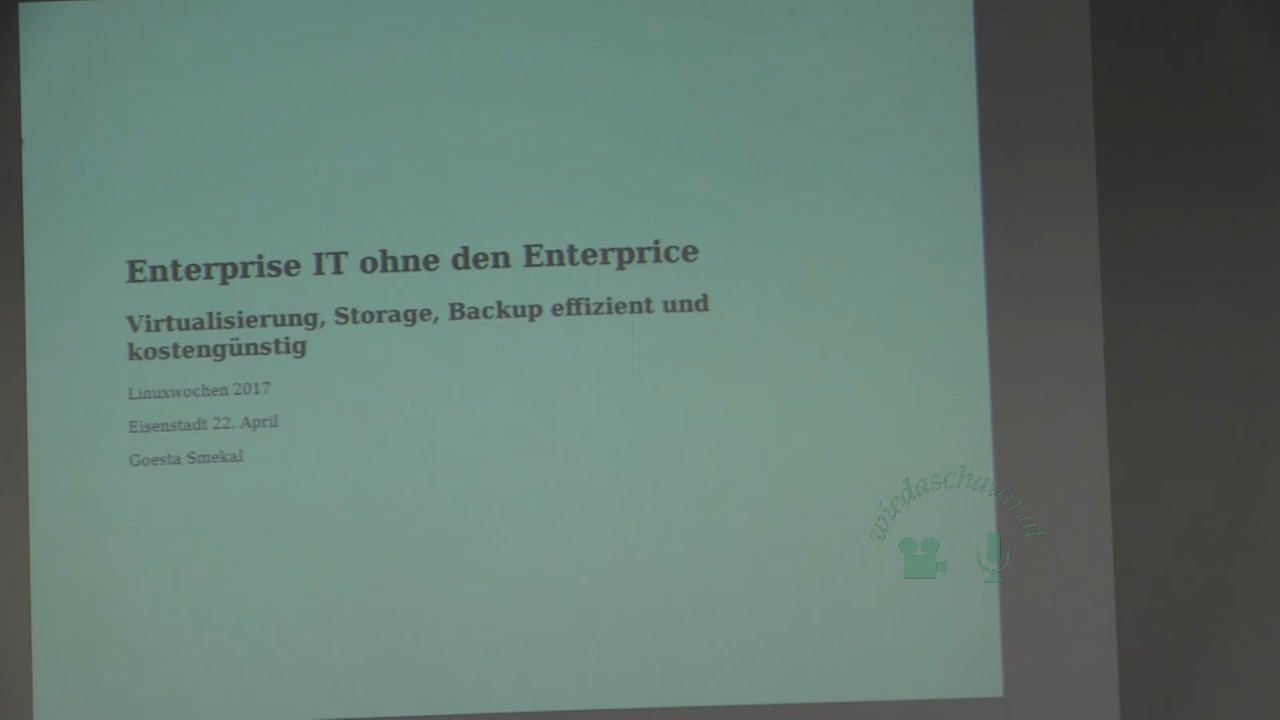 Enterprise IT ohne den Enterprice
Virtualisierung, Storage, Backup effizient und
kostengünstig
Linuxwochen 2017
Eisenstadt 22. April
Goesta Smekal
wiedaschaun.at